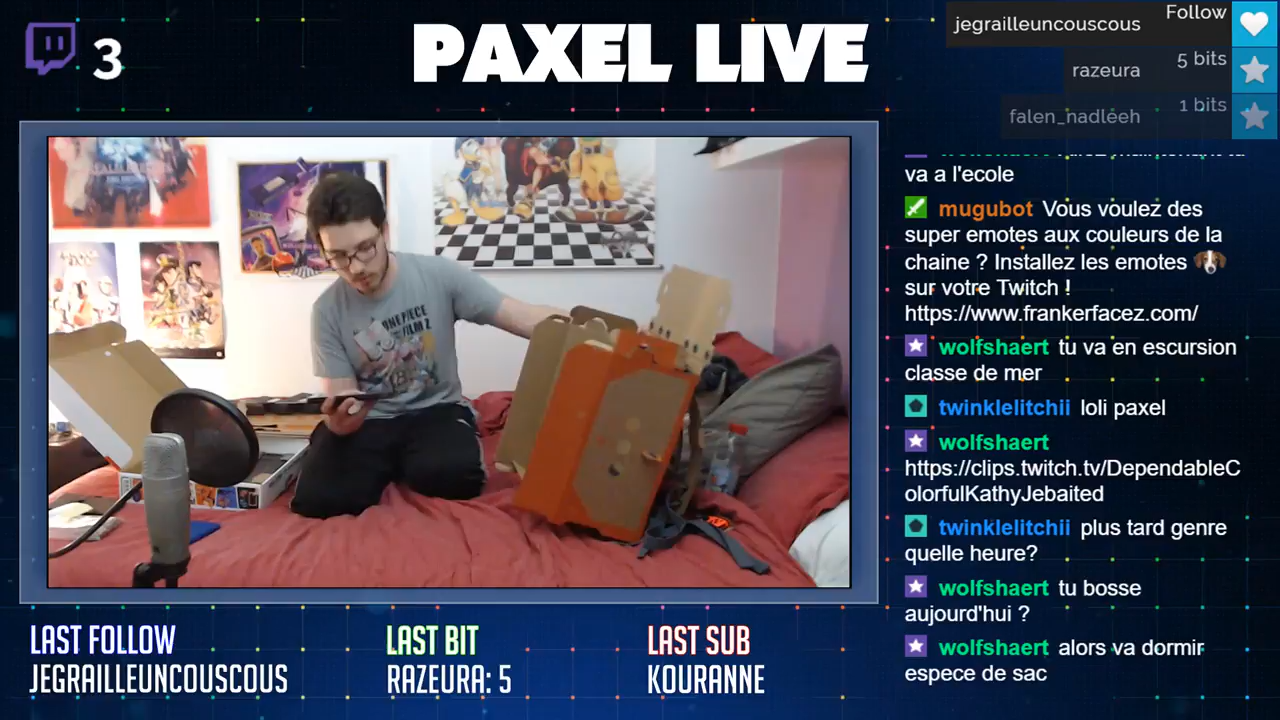 3
PAXEL LIVE
jegrailleuncouscous Follow
razeura 5 bits
falen_nadleeh 1 bits
va a l'ecole
mugubot Vous voulez des
super emotes aux couleurs de la
chaine ? Installez les emotes
sur votre Twitch !
https://www.frankerfacez.com/
wolfshaert tu va en escursion
classe de mer
twinklelitchii loli paxel
wolfshaert
https://clips.twitch.tv/DependableC
olorfulKathyJebaited
twinklelitchii plus tard genre
quelle heure?
wolfshaert tu bosse
aujourd'hui ?
wolfshaert alors va dormir
espece de sac
ONE PIECE
FILM Z
LAST FOLLOW
JEGRAILLEUNCOUSCOUS
LAST BIT
RAZEURA: 5
LAST SUB
KOURANNE